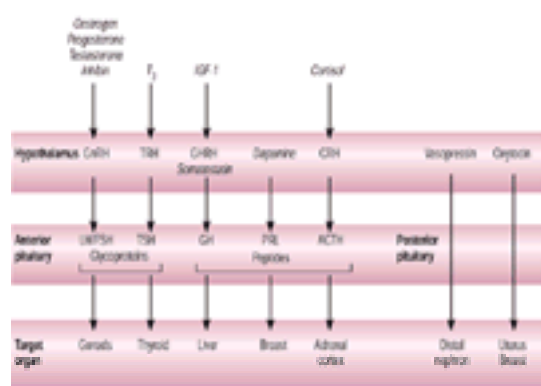 Oestrogen
Progesterone
Testosterone
Inhibin T3 IGF-1 Cortisol
Hypothalamus GnRH TRH GHRH Dopamine CRH Vasopressin Oxytocin
Somatostatin
Anterior LH/FSH TSH GH PRL ACTH Posterior
pituitary Glycoproteins Peptides pituitary
Target Gonads Thyroid Liver Breast Adrenal Distal Uterus
organ cortex nephron Breast